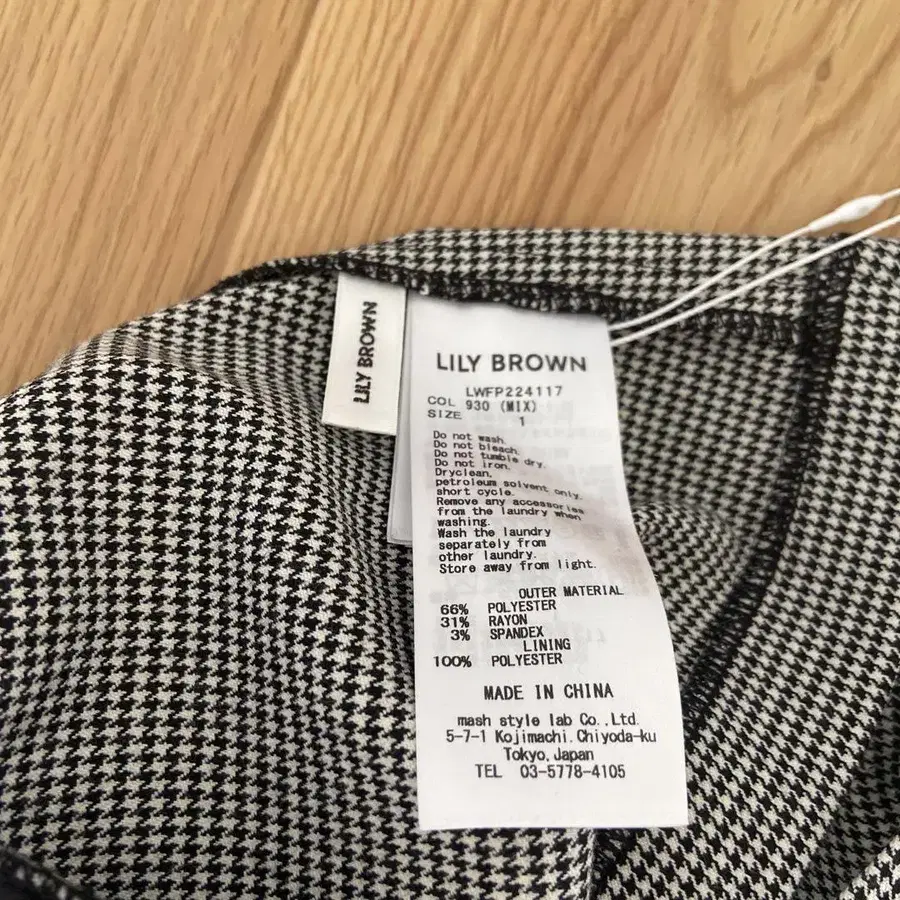 LILY BROWN
LILY BROWN
LWFP224117
COL 930 (MIX)
SIZE 1
Do not wash.
Do not bleach.
Do not tumble dry.
Do not iron.
Dryclean,
petroleum solvent only,
short cycle.
Remove any accessories
from the laundry when
washing.
Wash the laundry
separately from
other laundry.
Store away from light.
OUTER MATERIAL
66% POLYESTER
31% RAYON
3% SPANDEX
LINING
100% POLYESTER
MADE IN CHINA
mash style lab Co.,Ltd.
5-7-1 Kojimachi.Chiyoda-ku
Tokyo,Japan
TEL 03-5778-4105